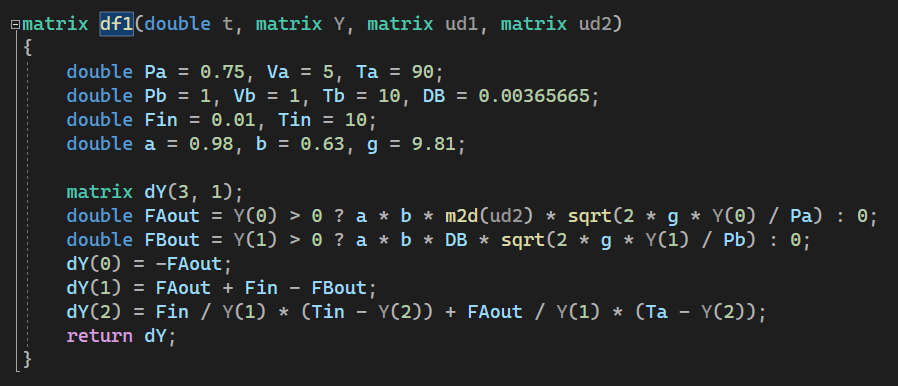 matrix df1(double t, matrix Y, matrix ud1, matrix ud2)
{
    double Pa = 0.75, Va = 5, Ta = 90;
    double Pb = 1, Vb = 1, Tb = 10, DB = 0.00365665;
    double Fin = 0.01, Tin = 10;
    double a = 0.98, b = 0.63, g = 9.81;

    matrix dY(3, 1);
    double FAout = Y(0) > 0 ? a * b * m2d(ud2) * sqrt(2 * g * Y(0) / Pa) : 0;
    double FBout = Y(1) > 0 ? a * b * DB * sqrt(2 * g * Y(1) / Pb) : 0;
    dY(0) = -FAout;
    dY(1) = FAout + Fin - FBout;
    dY(2) = Fin / Y(1) * (Tin - Y(2)) + FAout / Y(1) * (Ta - Y(2));
    return dY;
}